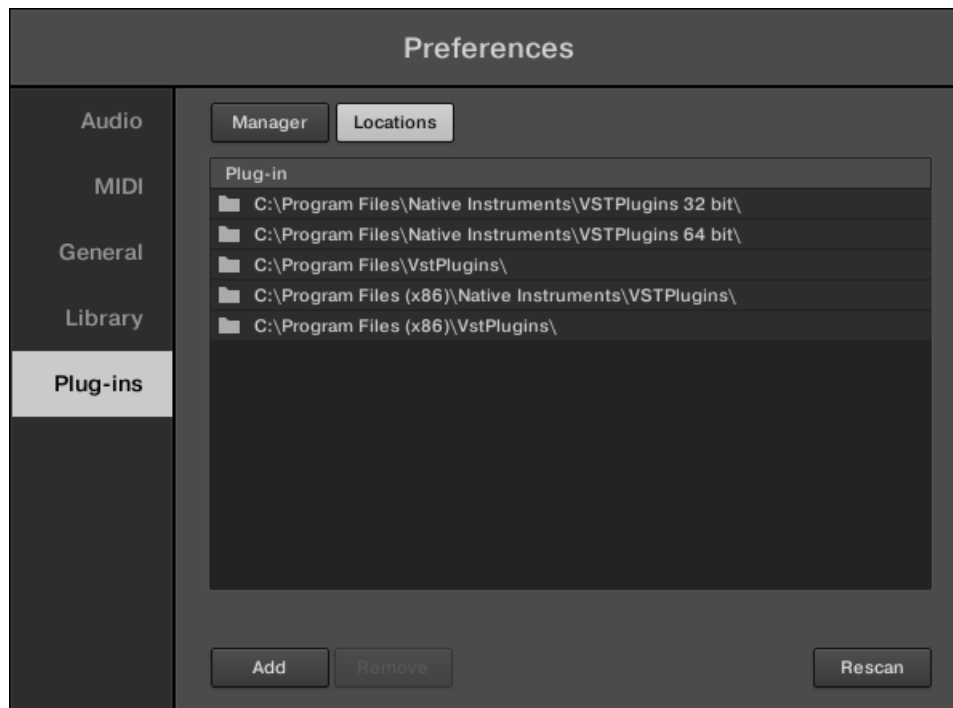 Preferences
Audio
MIDI
General
Library
Plug-ins
Manager Locations
Plug-in
C:\Program Files\Native Instruments\VSTPlugins 32 bit\
C:\Program Files\Native Instruments\VSTPlugins 64 bit\
C:\Program Files\VstPlugins\
C:\Program Files (x86)\Native Instruments\VSTPlugins\
C:\Program Files (x86)\VstPlugins\
Add Remove Rescan